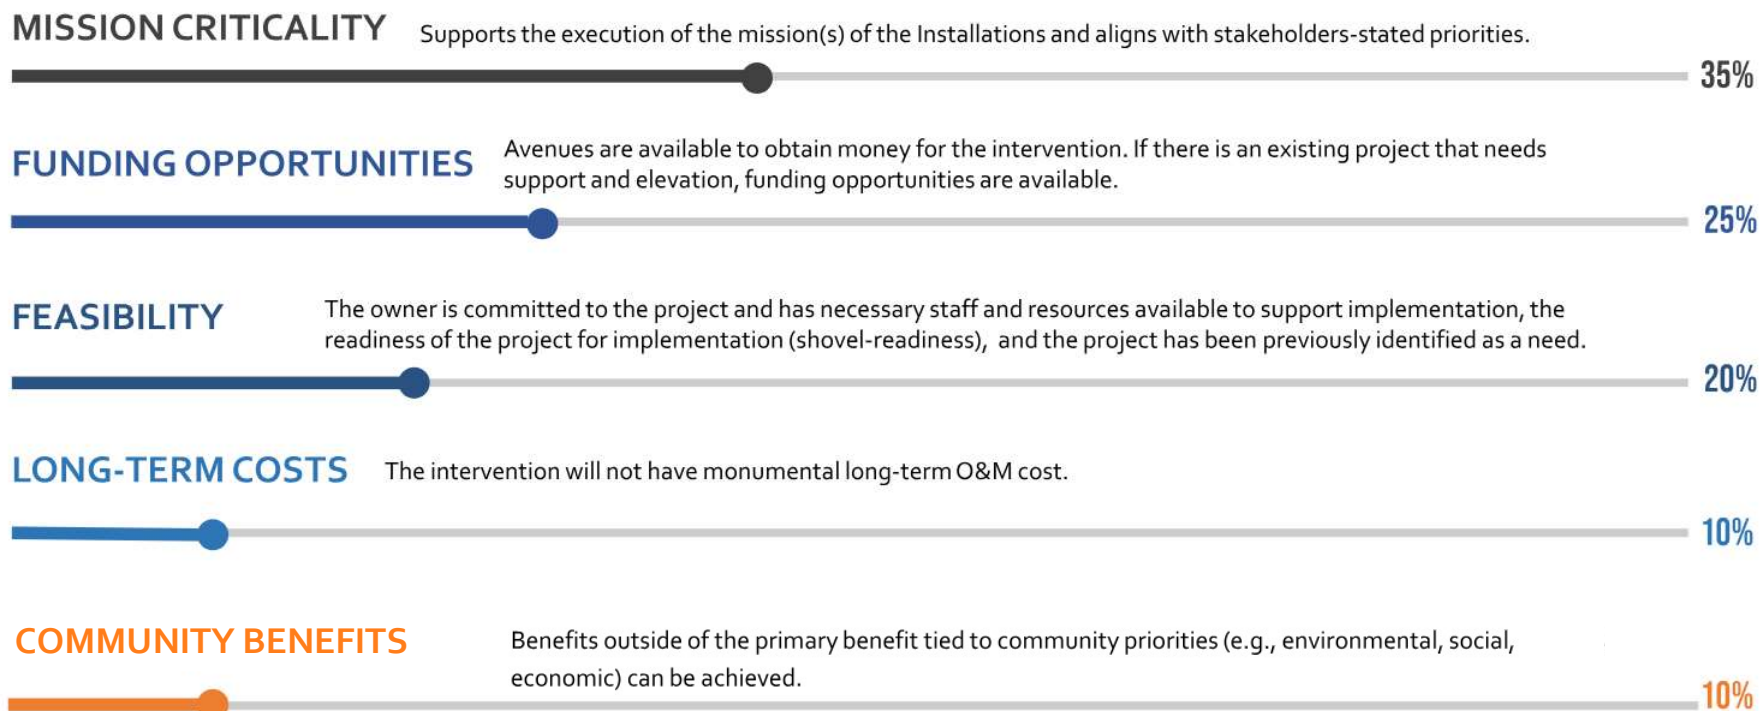 MISSION CRITICALITY Supports the execution of the mission(s) of the Installations and aligns with stakeholders-stated priorities.
35%
FUNDING OPPORTUNITIES Avenues are available to obtain money for the intervention. If there is an existing project that needs
support and elevation, funding opportunities are available.
25%
FEASIBILITY The owner is committed to the project and has necessary staff and resources available to support implementation, the
readiness of the project for implementation (shovel-readiness), and the project has been previously identified as a need.
20%
LONG-TERM COSTS The intervention will not have monumental long-term O&M cost.
10%
COMMUNITY BENEFITS Benefits outside of the primary benefit tied to community priorities (e.g., environmental, social,
economic) can be achieved.
10%